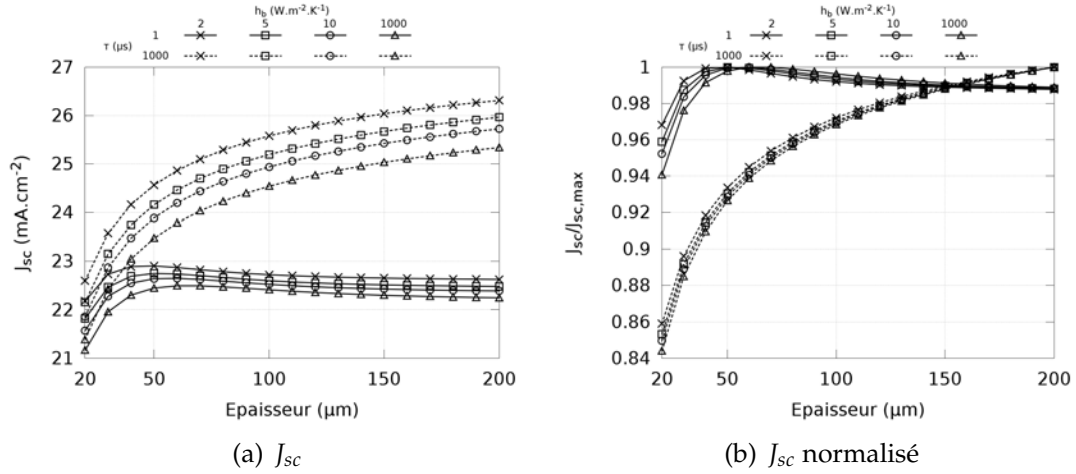 h_b (W.m⁻².K⁻¹)
2 5 10 1000
τ (μs) 1
1000
27
26
25
24
23
22
21
J_sc (mA.cm⁻²)
20 50 100 150 200
Epaisseur (μm)
(a) J_sc
h_b (W.m⁻².K⁻¹)
2 5 10 1000
τ (μs) 1
1000
1
0.98
0.96
0.94
0.92
0.9
0.88
0.86
0.84
J_sc/J_sc,max
20 50 100 150 200
Epaisseur (μm)
(b) J_sc normalisé